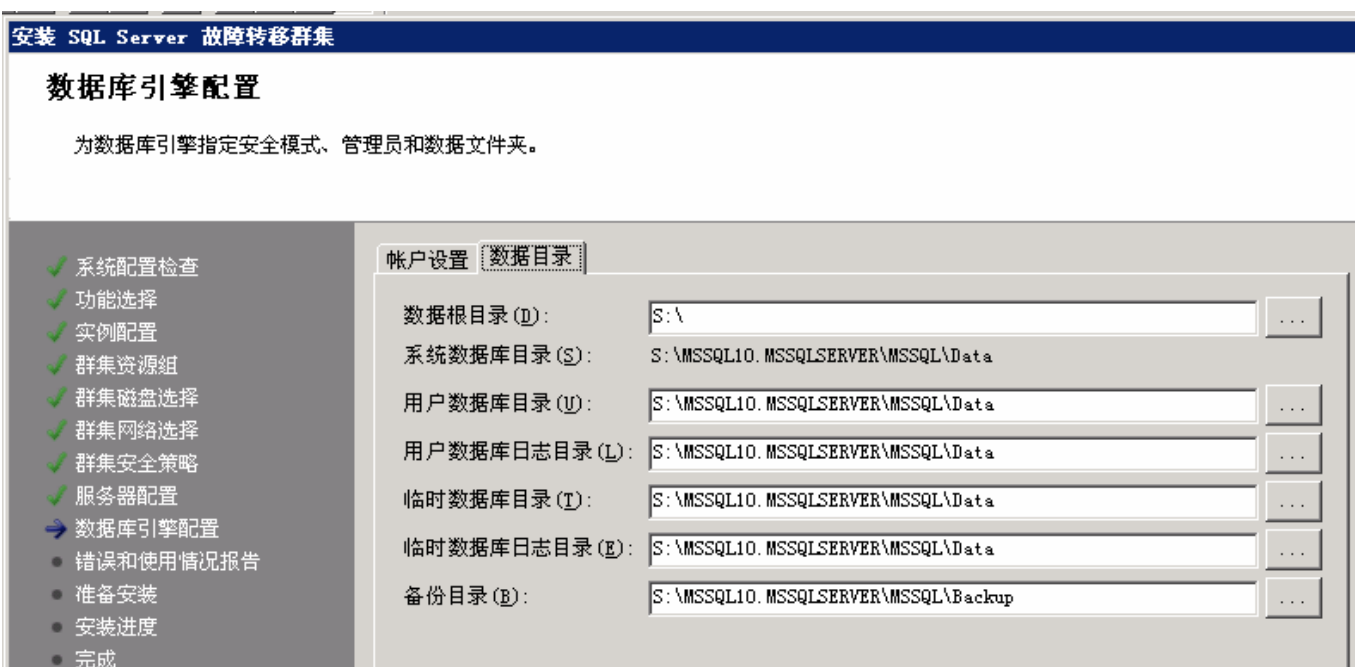 安装 SQL Server 故障转移群集
数据库引擎配置
为数据库引擎指定安全模式、管理员和数据文件夹。
系统配置检查
功能选择
实例配置
群集资源组
群集磁盘选择
群集网络选择
群集安全策略
服务器配置
数据库引擎配置
错误和使用情况报告
准备安装
安装进度
完成
帐户设置 数据目录
数据根目录(D): S:\ ...
系统数据库目录(S): S:\MSSQL10.MSSQLSERVER\MSSQL\Data
用户数据库目录(U): S:\MSSQL10.MSSQLSERVER\MSSQL\Data ...
用户数据库日志目录(L): S:\MSSQL10.MSSQLSERVER\MSSQL\Data ...
临时数据库目录(T): S:\MSSQL10.MSSQLSERVER\MSSQL\Data ...
临时数据库日志目录(E): S:\MSSQL10.MSSQLSERVER\MSSQL\Data ...
备份目录(B): S:\MSSQL10.MSSQLSERVER\MSSQL\Backup ...